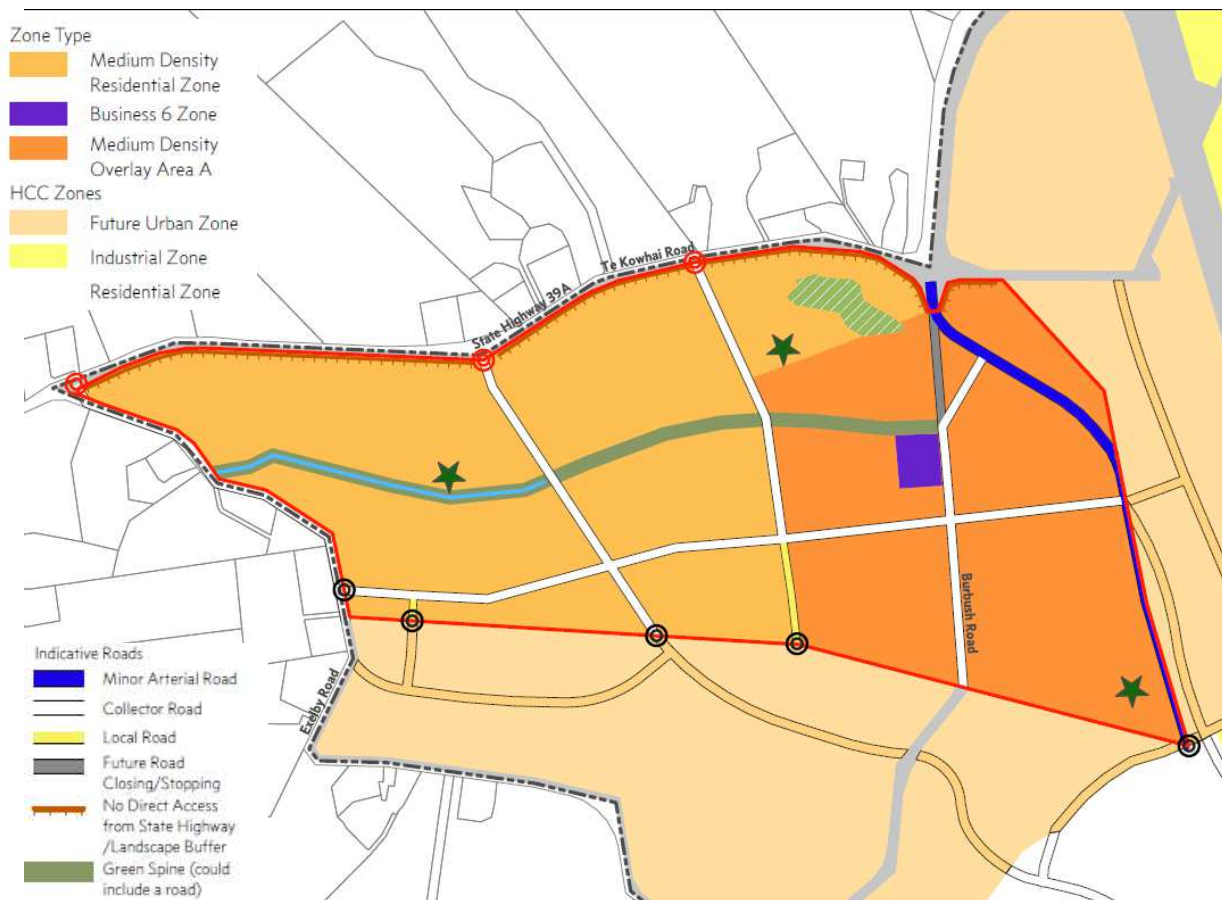 Zone Type
Medium Density
Residential Zone
Business 6 Zone
Medium Density
Overlay Area A
HCC Zones
Future Urban Zone
Industrial Zone
Residential Zone
Te Kowhai Road
State Highway 39A
Burbush Road
Exelby Road
Indicative Roads
Minor Arterial Road
Collector Road
Local Road
Future Road
Closing/Stopping
No Direct Access
from State Highway
/Landscape Buffer
Green Spine (could
include a road)